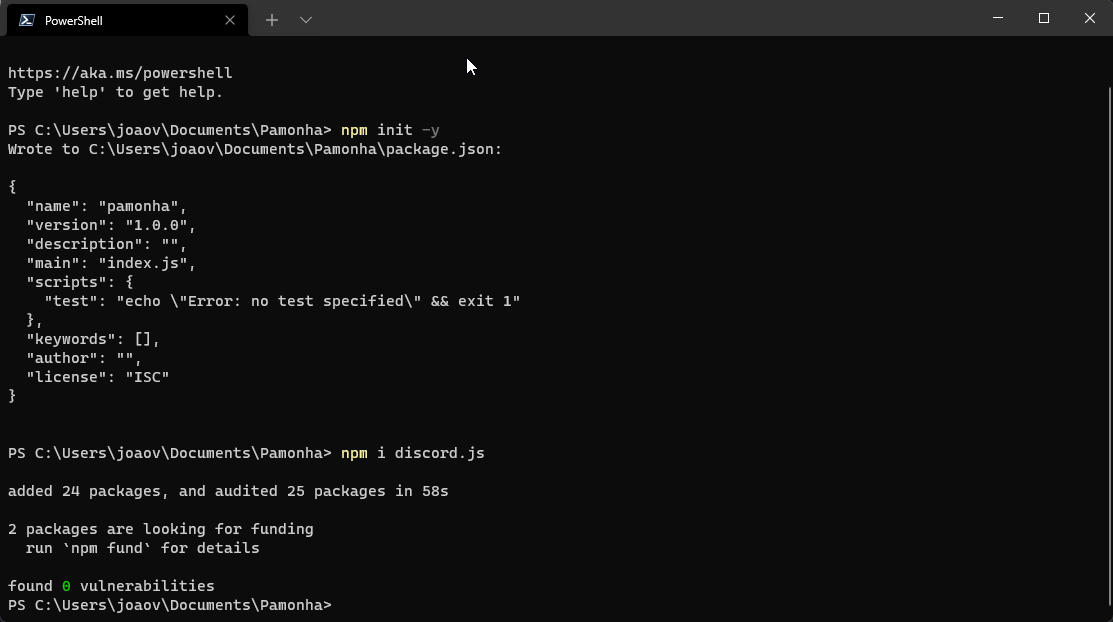 PowerShell
https://aka.ms/powershell
Type 'help' to get help.
PS C:\Users\joaov\Documents\Pamonha> npm init -y
Wrote to C:\Users\joaov\Documents\Pamonha\package.json:
{
  "name": "pamonha",
  "version": "1.0.0",
  "description": "",
  "main": "index.js",
  "scripts": {
    "test": "echo \"Error: no test specified\" && exit 1"
  },
  "keywords": [],
  "author": "",
  "license": "ISC"
}
PS C:\Users\joaov\Documents\Pamonha> npm i discord.js
added 24 packages, and audited 25 packages in 58s
2 packages are looking for funding
  run `npm fund` for details
found 0 vulnerabilities
PS C:\Users\joaov\Documents\Pamonha>